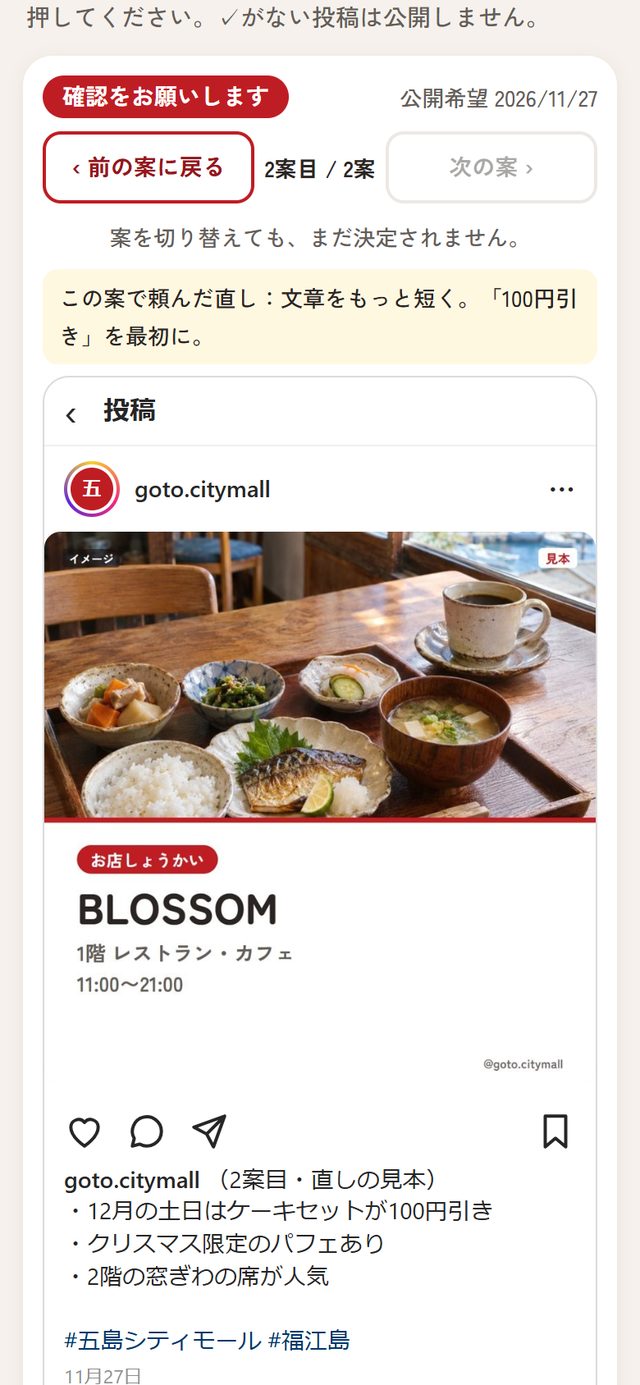 押してください。✓がない投稿は公開しません。
確認をお願いします
公開希望 2026/11/27
‹ 前の案に戻る
2案目 / 2案
次の案 ›
案を切り替えても、まだ決定されません。
この案で頼んだ直し：文章をもっと短く。「100円引
き」を最初に。
‹ 投稿
五
goto.citymall
イメージ
見本
お店しょうかい
BLOSSOM
1階 レストラン・カフェ
11:00〜21:00
@goto.citymall
goto.citymall （2案目・直しの見本）
・12月の土日はケーキセットが100円引き
・クリスマス限定のパフェあり
・2階の窓ぎわの席が人気
#五島シティモール #福江島
11月27日